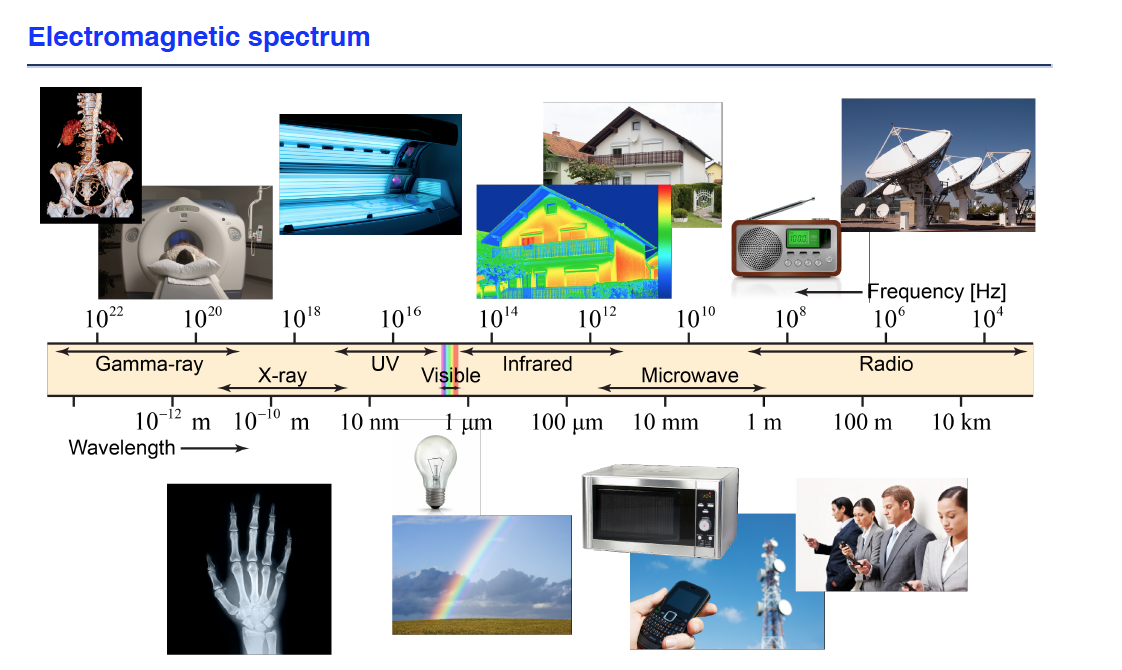 Electromagnetic spectrum
Frequency [Hz]
10²² 10²⁰ 10¹⁸ 10¹⁶ 10¹⁴ 10¹² 10¹⁰ 10⁸ 10⁶ 10⁴
Gamma-ray UV Infrared Radio
X-ray Visible Microwave
10⁻¹² m 10⁻¹⁰ m 10 nm 1 μm 100 μm 10 mm 1 m 100 m 10 km
Wavelength